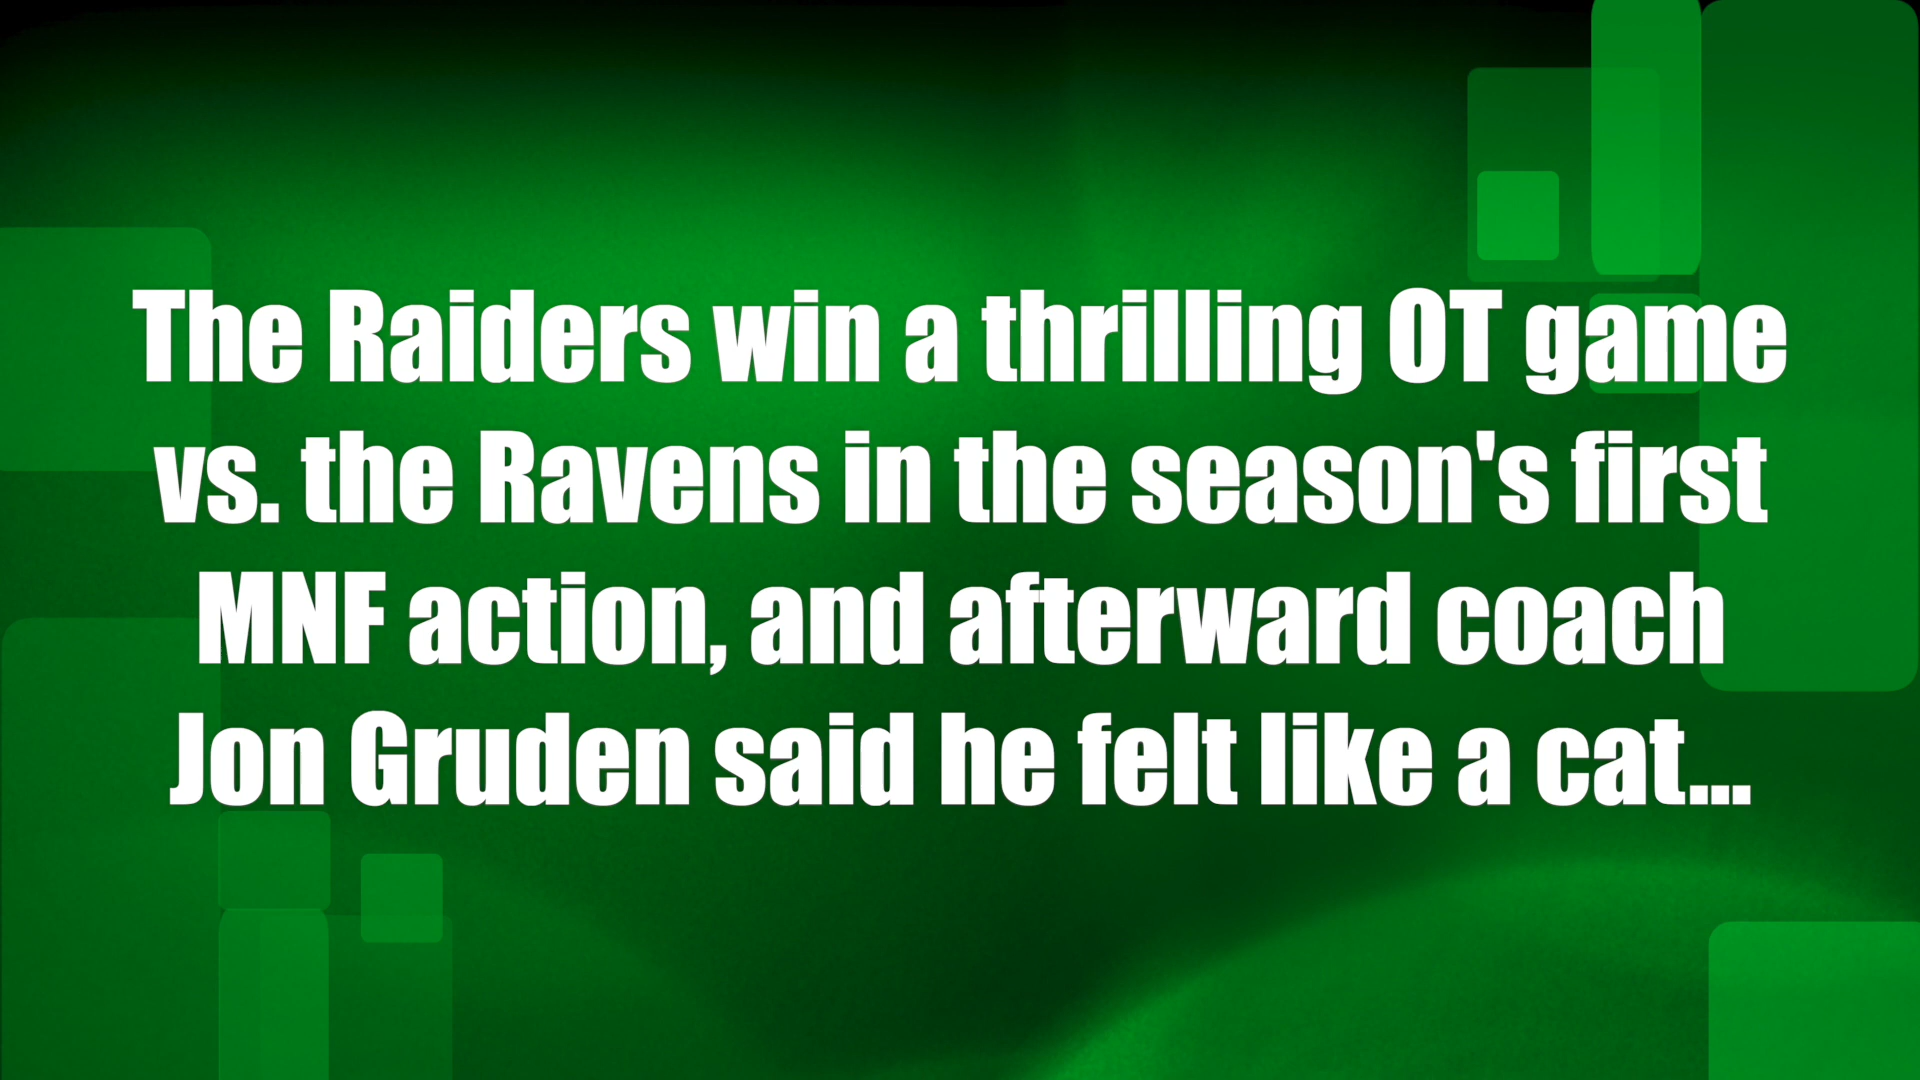 The Raiders win a thrilling OT game
vs. the Ravens in the season's first
MNF action, and afterward coach
Jon Gruden said he felt like a cat...